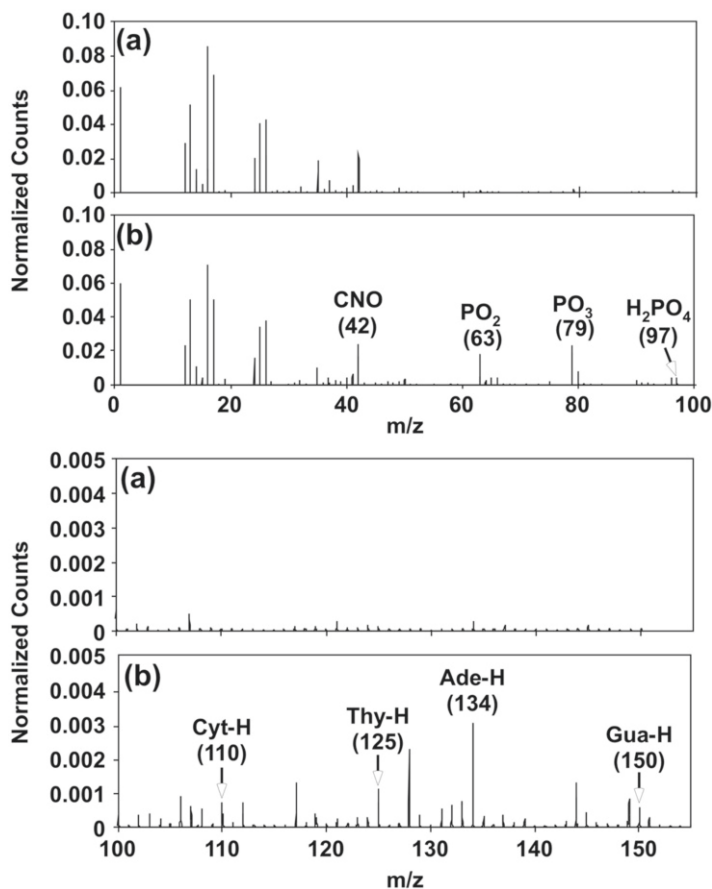 Normalized Counts
0.10
0.08
0.06
0.04
0.02
0
(a)
0.10
0.08
0.06
0.04
0.02
0
(b)
CNO
(42)
PO2
(63)
PO3
(79)
H2PO4
(97)
0 20 40 60 80 100
m/z
Normalized Counts
0.005
0.004
0.003
0.002
0.001
0
(a)
0.005
0.004
0.003
0.002
0.001
0
(b)
Cyt-H
(110)
Thy-H
(125)
Ade-H
(134)
Gua-H
(150)
100 120 130 140 150
m/z